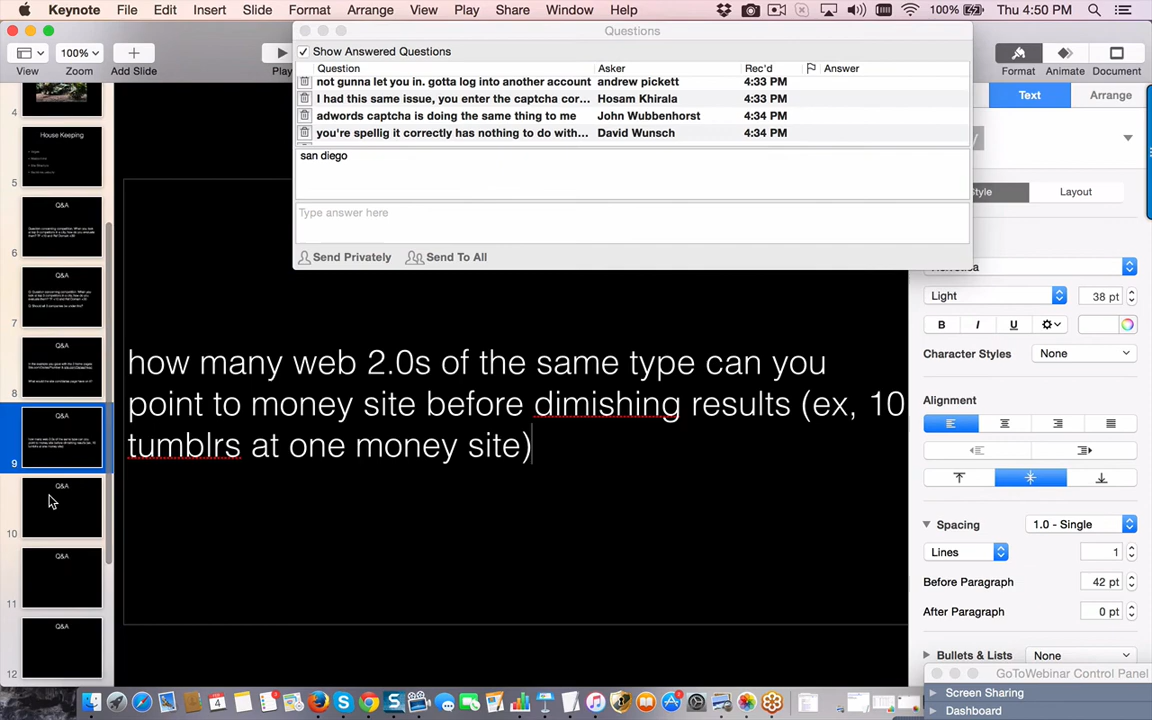 Keynote File Edit Insert Slide Format Arrange View Play Share Window Help 100% Thu 4:50 PM
Questions
100%
View Zoom Add Slide Play Format Animate Document
Show Answered Questions
Question Asker Rec'd Answer
not gunna let you in. gotta log into another account andrew pickett 4:33 PM
I had this same issue, you enter the captcha cor... Hosam Khirala 4:33 PM
adwords captcha is doing the same thing to me John Wubbenhorst 4:34 PM
you're spellig it correctly has nothing to do with... David Wunsch 4:34 PM
san diego
Type answer here
Send Privately Send To All
Text Arrange
Style Layout
Helvetica
Light 38 pt
B I U
Character Styles None
Alignment
Spacing 1.0 - Single
Lines 1
Before Paragraph 42 pt
After Paragraph 0 pt
Bullets & Lists None
GoToWebinar Control Panel
Screen Sharing
Dashboard
4
House Keeping
5
Q&A
6
Q&A
7
Q&A
8
Q&A
9
Q&A
10
Q&A
11
Q&A
12
how many web 2.0s of the same type can you
point to money site before dimishing results (ex, 10
tumblrs at one money site)